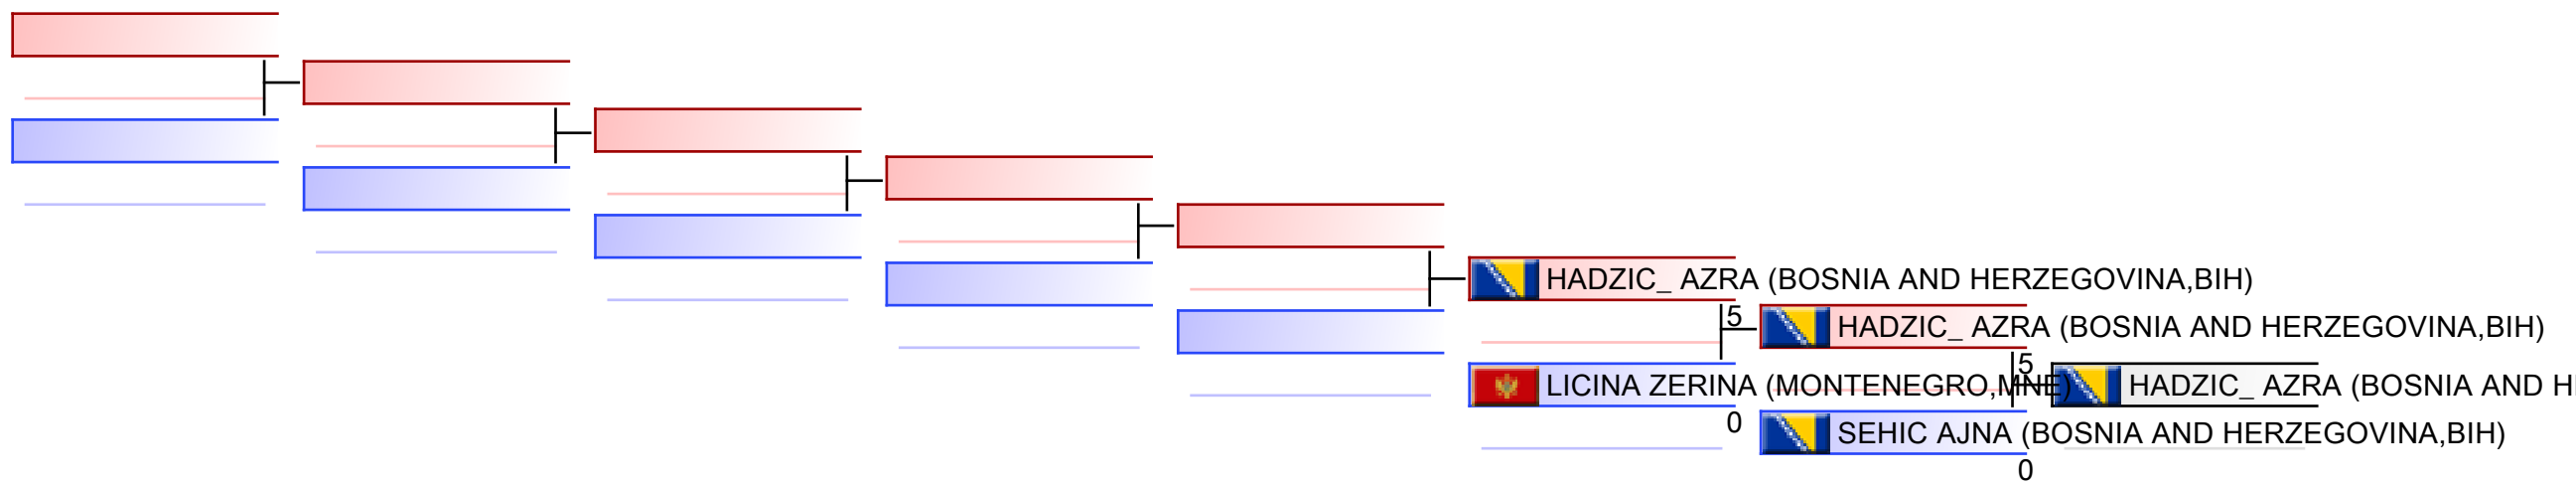 HADZIC_ AZRA (BOSNIA AND HERZEGOVINA,BIH)
5
HADZIC_ AZRA (BOSNIA AND HERZEGOVINA,BIH)
5
LICINA ZERINA (MONTENEGRO,MNE)
HADZIC_ AZRA (BOSNIA AND H
0
SEHIC AJNA (BOSNIA AND HERZEGOVINA,BIH)
0